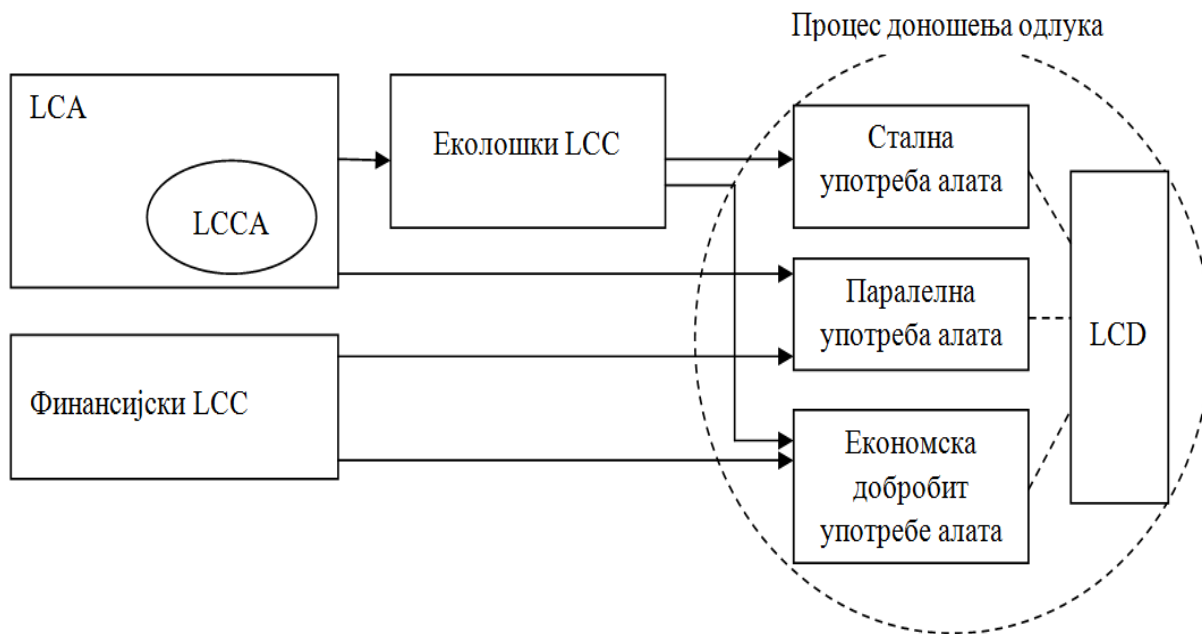 Процес доношења одлука
LCA
LCCA
Еколошки LCC
Финансијски LCC
Стална
употреба алата
Паралелна
употреба алата
Економска
добробит
употребе алата
LCD